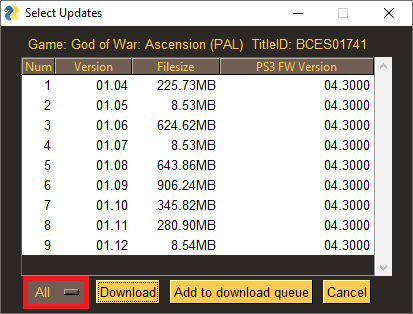 Select Updates
Game: God of War: Ascension (PAL) TitleID: BCES01741
Num Version Filesize PS3 FW Version
1 01.04 225.73MB 04.3000
2 01.05 8.53MB 04.3000
3 01.06 624.62MB 04.3000
4 01.07 8.53MB 04.3000
5 01.08 643.86MB 04.3000
6 01.09 906.24MB 04.3000
7 01.10 345.82MB 04.3000
8 01.11 280.90MB 04.3000
9 01.12 8.54MB 04.3000
All Download Add to download queue Cancel